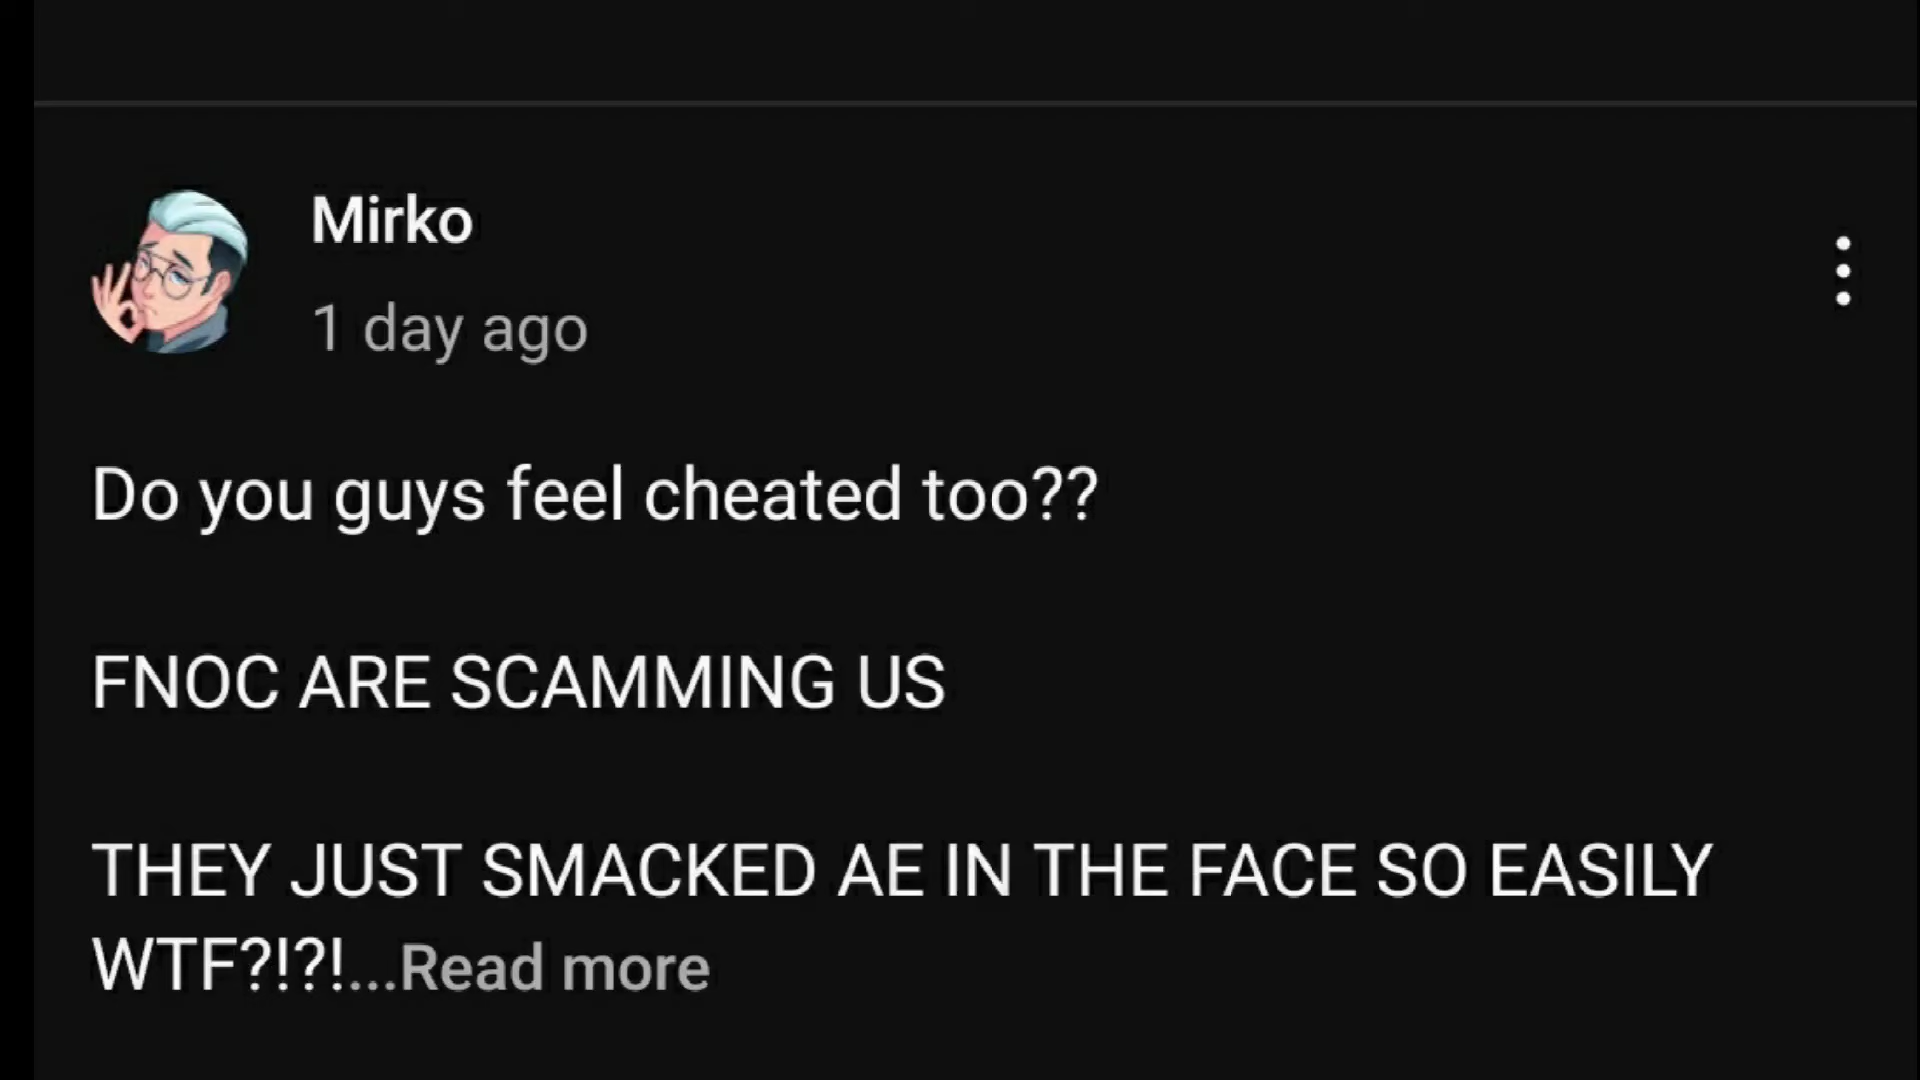 Mirko
1 day ago
Do you guys feel cheated too??
FNOC ARE SCAMMING US
THEY JUST SMACKED AE IN THE FACE SO EASILY
WTF?!?!...Read more